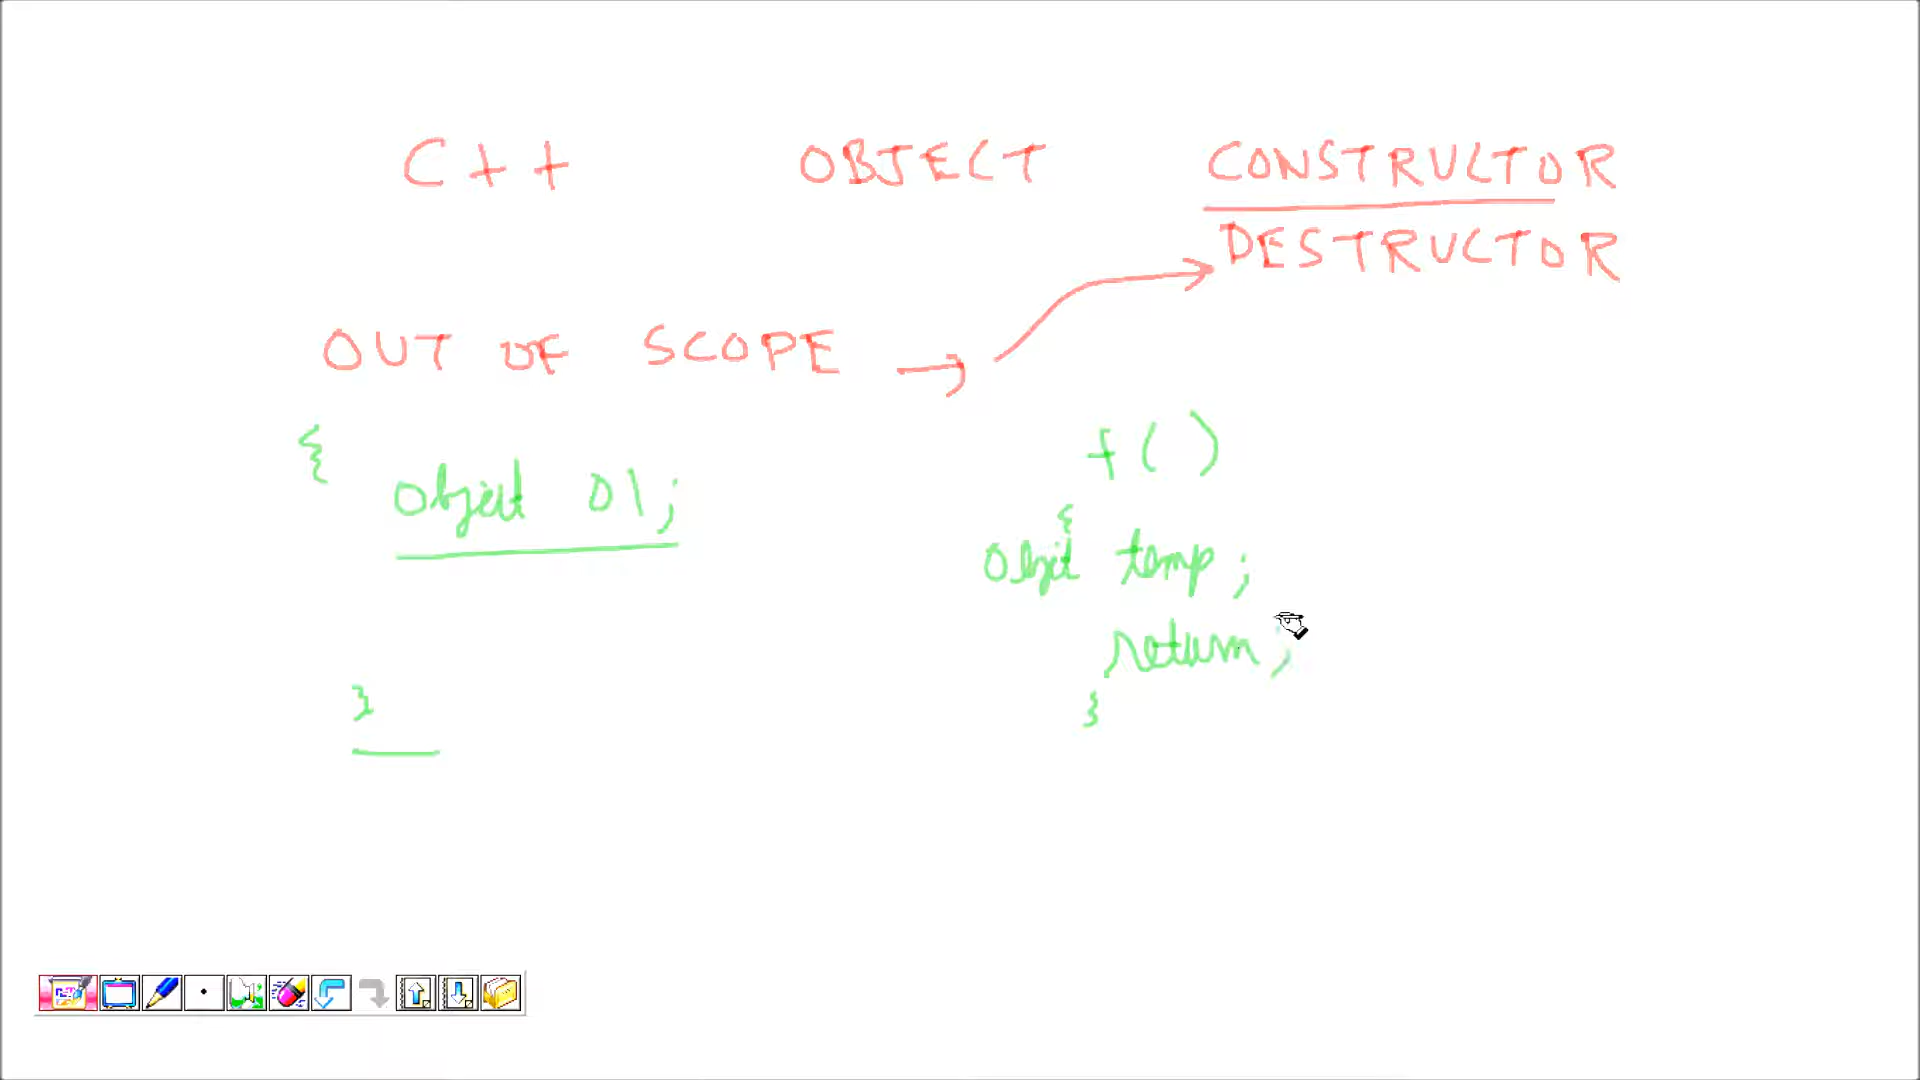 C++ OBJECT CONSTRUCTOR
DESTRUCTOR
OUT OF SCOPE →
{
Object O1;
}
f()
{
Object temp;
return;
}